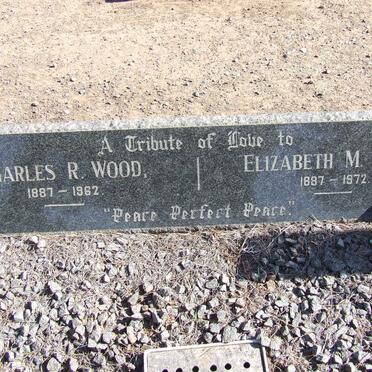 A Tribute of Love to
ARLES R. WOOD, ELIZABETH M.
1887 - 1962. 1887 - 1972.
"Peace Perfect Peace."